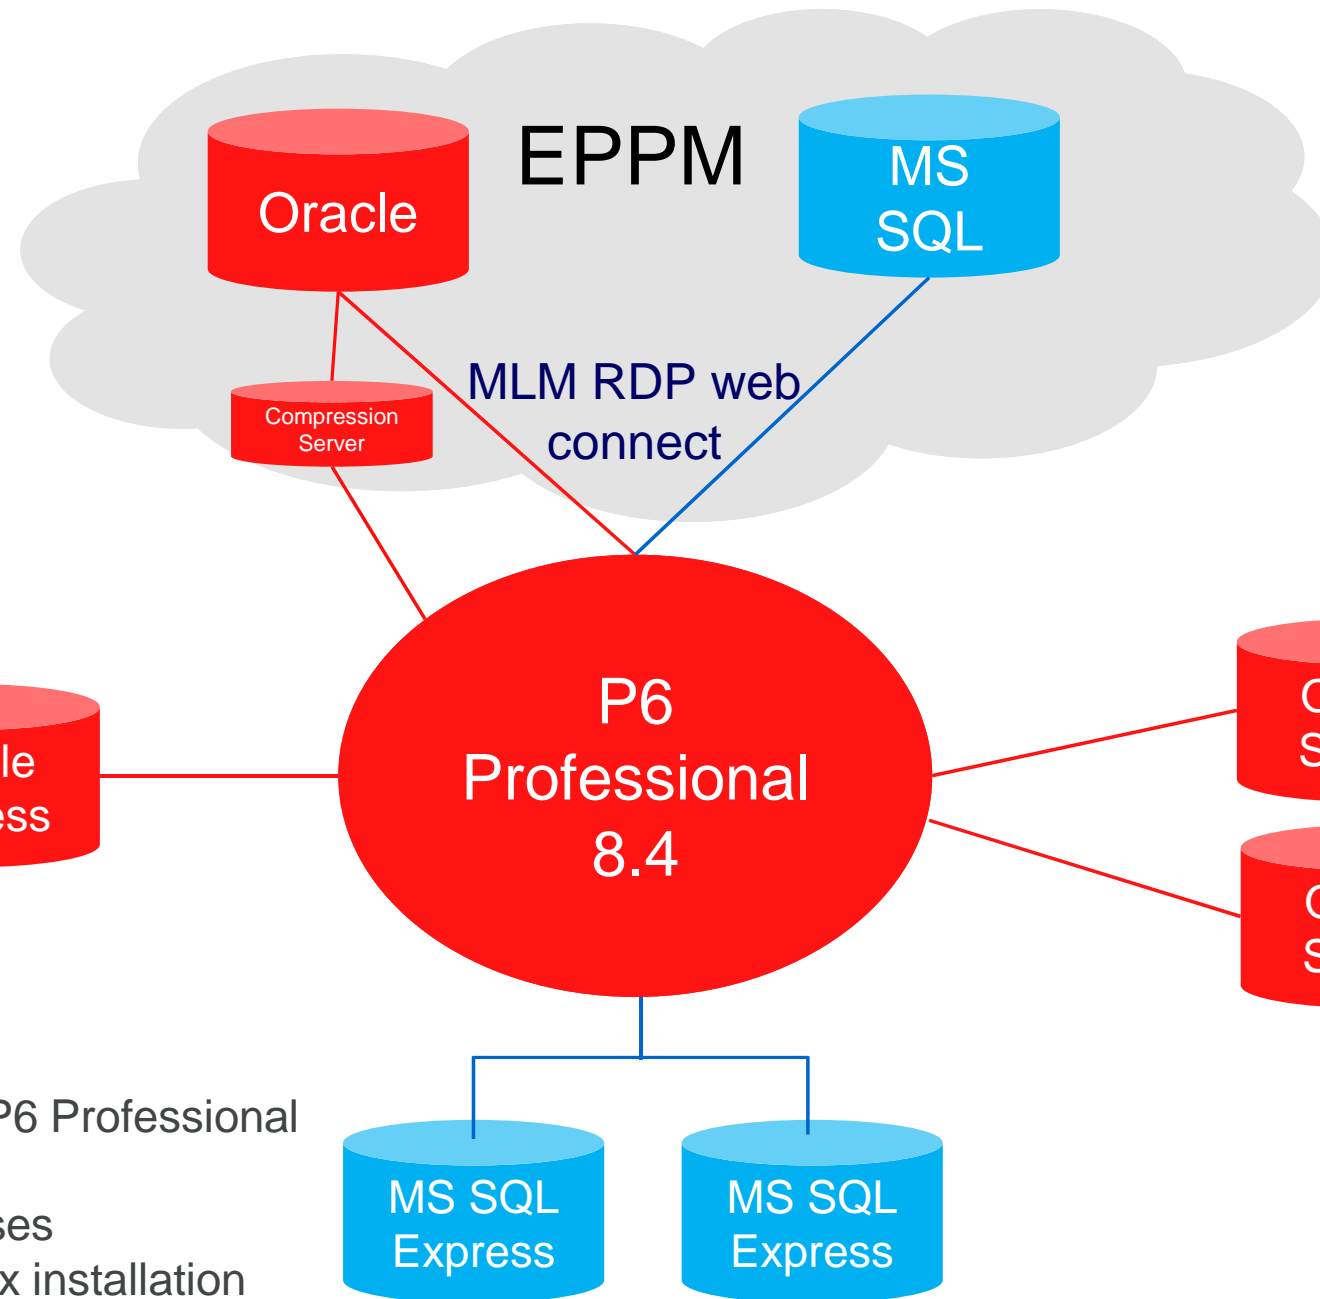 EPPM
Oracle
MS
SQL
MLM RDP web
connect
Compression
Server
P6
Professional
8.4
P6 Professional
x installation
MS SQL
Express
MS SQL
Express